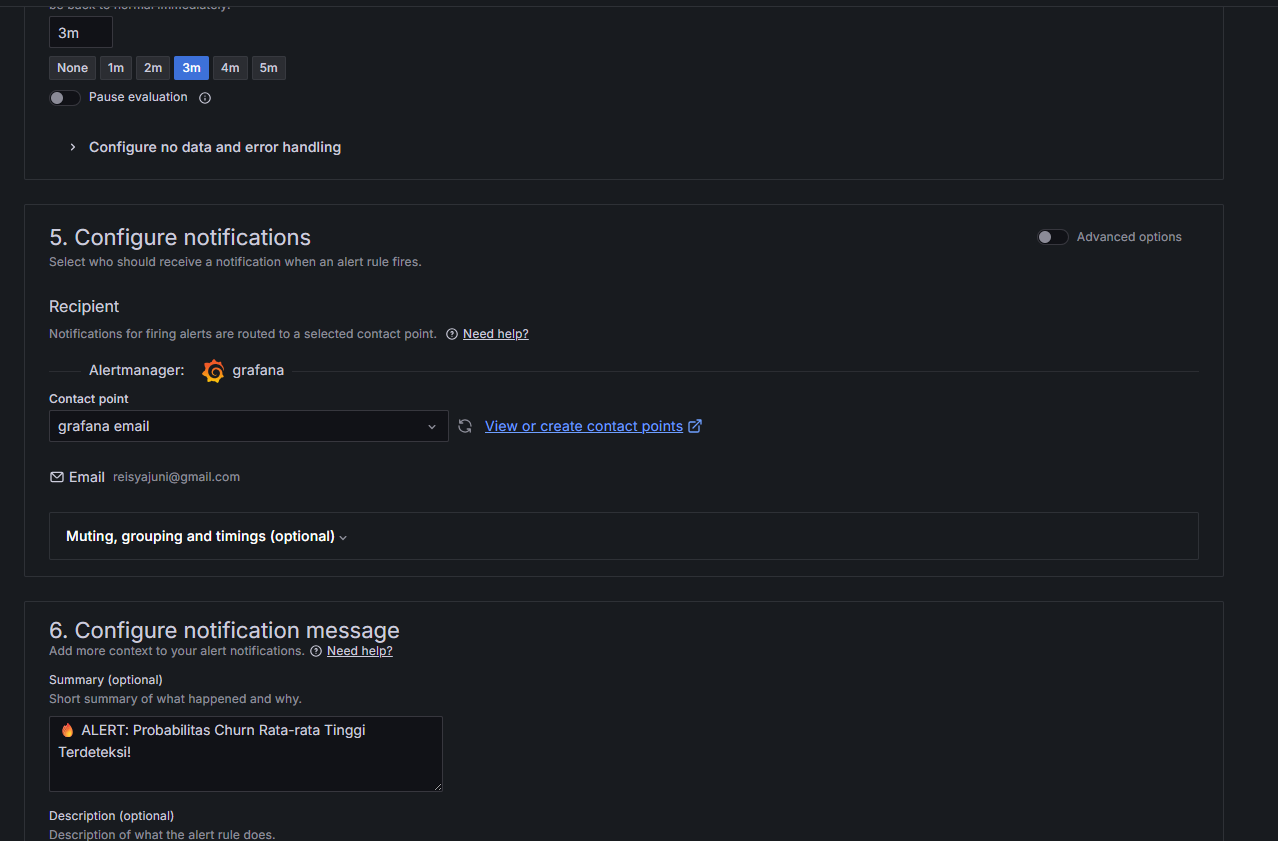 be back to normal immediately.
3m
None 1m 2m 3m 4m 5m
Pause evaluation
Configure no data and error handling
5. Configure notifications
Advanced options
Select who should receive a notification when an alert rule fires.
Recipient
Notifications for firing alerts are routed to a selected contact point. Need help?
Alertmanager: grafana
Contact point
grafana email View or create contact points
Email reisyajuni@gmail.com
Muting, grouping and timings (optional)
6. Configure notification message
Add more context to your alert notifications. Need help?
Summary (optional)
Short summary of what happened and why.
🔥 ALERT: Probabilitas Churn Rata-rata Tinggi
Terdeteksi!
Description (optional)
Description of what the alert rule does.